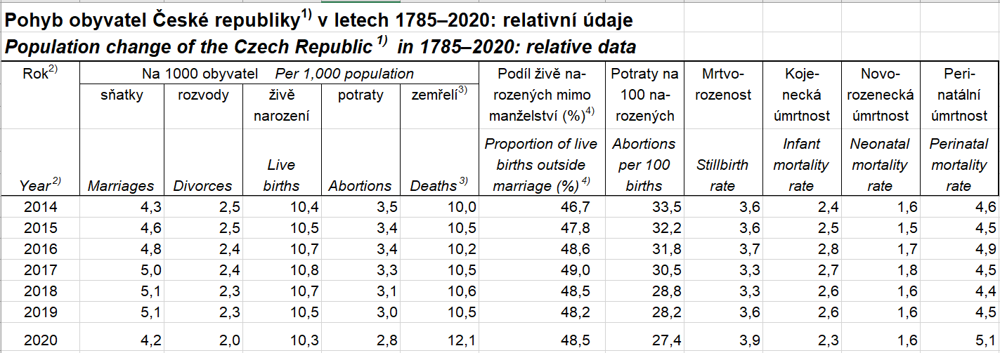 Pohyb obyvatel České republiky1) v letech 1785–2020: relativní údaje
Population change of the Czech Republic 1) in 1785–2020: relative data
Rok2) Na 1000 obyvatel Per 1,000 population Podíl živě na- Potraty na Mrtvo- Koje- Novo- Peri-
sňatky rozvody živě potraty zemřelí3) rozených mimo 100 na- rozenost necká rozenecká natální
narození manželství (%)4) rozených úmrtnost úmrtnost úmrtnost
Proportion of live Abortions Infant Neonatal Perinatal
Live births outside per 100 Stillbirth mortality mortality mortality
Year2) Marriages Divorces births Abortions Deaths3) marriage (%) 4) births rate rate rate rate
2014 4,3 2,5 10,4 3,5 10,0 46,7 33,5 3,6 2,4 1,6 4,6
2015 4,6 2,5 10,5 3,4 10,5 47,8 32,2 3,6 2,5 1,5 4,5
2016 4,8 2,4 10,7 3,4 10,2 48,6 31,8 3,7 2,8 1,7 4,9
2017 5,0 2,4 10,8 3,3 10,5 49,0 30,5 3,3 2,7 1,8 4,5
2018 5,1 2,3 10,7 3,1 10,6 48,5 28,8 3,3 2,6 1,6 4,4
2019 5,1 2,3 10,5 3,0 10,5 48,2 28,2 3,6 2,6 1,6 4,5
2020 4,2 2,0 10,3 2,8 12,1 48,5 27,4 3,9 2,3 1,6 5,1